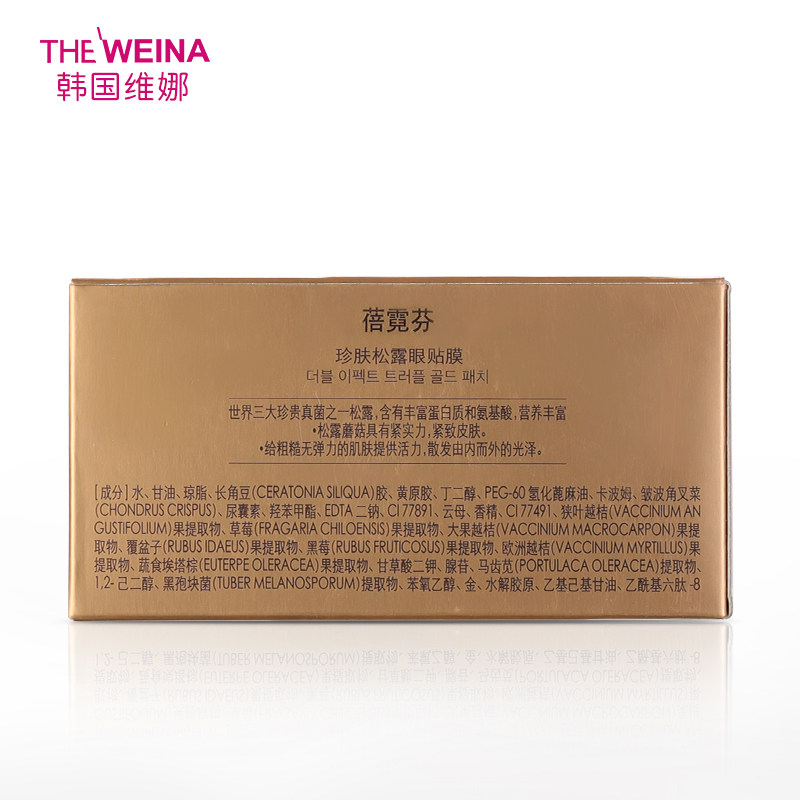 THE WEINA
韩国维娜
蓓霓芬
珍肤松露眼贴膜
더블 이펙트 트러플 골드 패치
世界三大珍贵真菌之一松露,含有丰富蛋白质和氨基酸,营养丰富
•松露蘑菇具有紧实力,紧致皮肤。
•给粗糙无弹力的肌肤提供活力,散发由内而外的光泽。
[成分]水、甘油、琼脂、长角豆(CERATONIA SILIQUA)胶、黄原胶、丁二醇、PEG-60 氢化蓖麻油、卡波姆、皱波角叉菜
(CHONDRUS CRISPUS)、尿囊素、羟苯甲酯、EDTA 二钠、CI 77891、云母、香精、CI 77491、狭叶越桔(VACCINIUM AN
GUSTIFOLIUM)果提取物、草莓(FRAGARIA CHILOENSIS)果提取物、大果越桔(VACCINIUM MACROCARPON)果提
取物、覆盆子(RUBUS IDAEUS)果提取物、黑莓(RUBUS FRUTICOSUS)果提取物、欧洲越桔(VACCINIUM MYRTILLUS)果
提取物、蔬食埃塔棕(EUTERPE OLERACEA)果提取物、甘草酸二钾、腺苷、马齿苋(PORTULACA OLERACEA)提取物、
1,2-己二醇、黑孢块菌(TUBER MELANOSPORUM)提取物、苯氧乙醇、金、水解胶原、乙基己基甘油、乙酰基六肽 -8